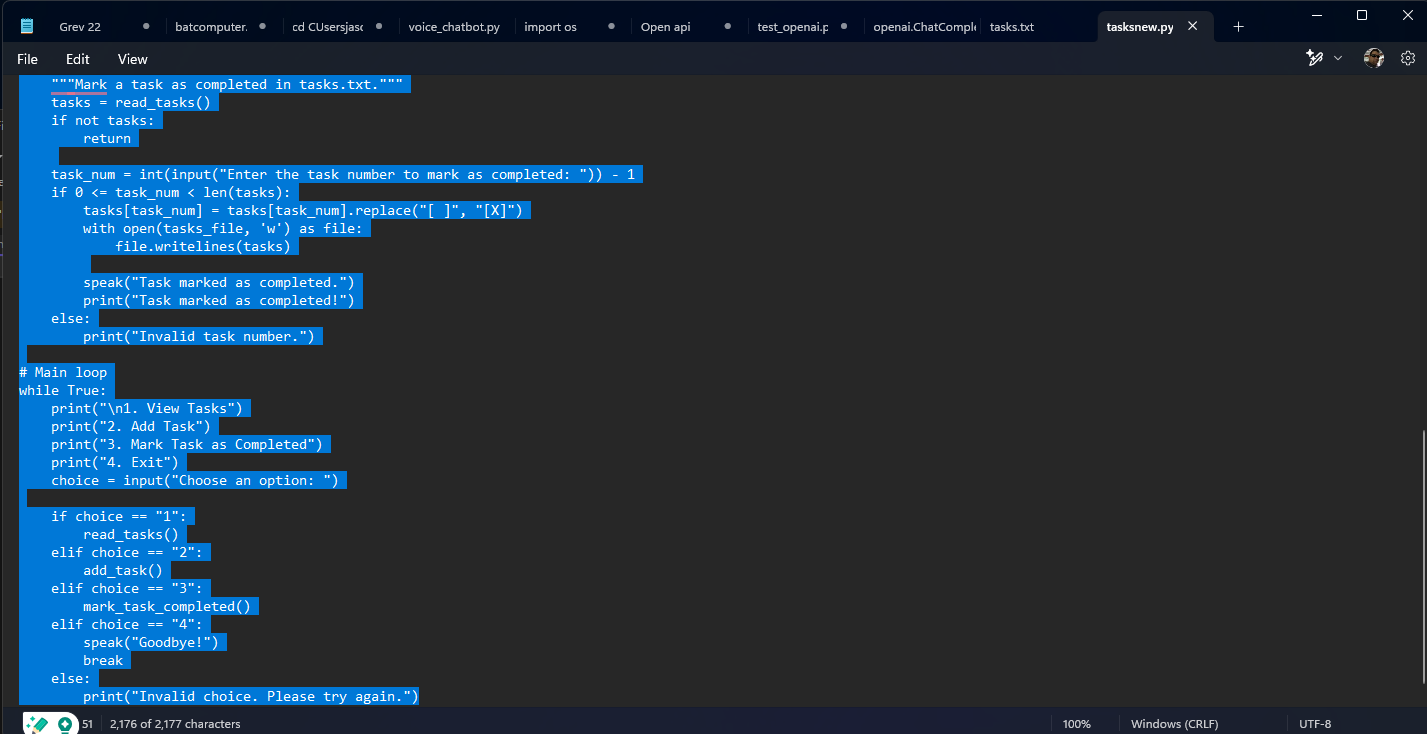 Grev 22
batcomputer.
cd CUsersjasc
voice_chatbot.py
import os
Open api
test_openai.p
openai.ChatComple
tasks.txt
tasksnew.py
File
Edit
View
    """Mark a task as completed in tasks.txt."""
    tasks = read_tasks()
    if not tasks:
        return
    task_num = int(input("Enter the task number to mark as completed: ")) - 1
    if 0 <= task_num < len(tasks):
        tasks[task_num] = tasks[task_num].replace("[ ]", "[X]")
        with open(tasks_file, 'w') as file:
            file.writelines(tasks)
        speak("Task marked as completed.")
        print("Task marked as completed!")
    else:
        print("Invalid task number.")
# Main loop
while True:
    print("\n1. View Tasks")
    print("2. Add Task")
    print("3. Mark Task as Completed")
    print("4. Exit")
    choice = input("Choose an option: ")
    if choice == "1":
        read_tasks()
    elif choice == "2":
        add_task()
    elif choice == "3":
        mark_task_completed()
    elif choice == "4":
        speak("Goodbye!")
        break
    else:
        print("Invalid choice. Please try again.")
51
2,176 of 2,177 characters
100%
Windows (CRLF)
UTF-8